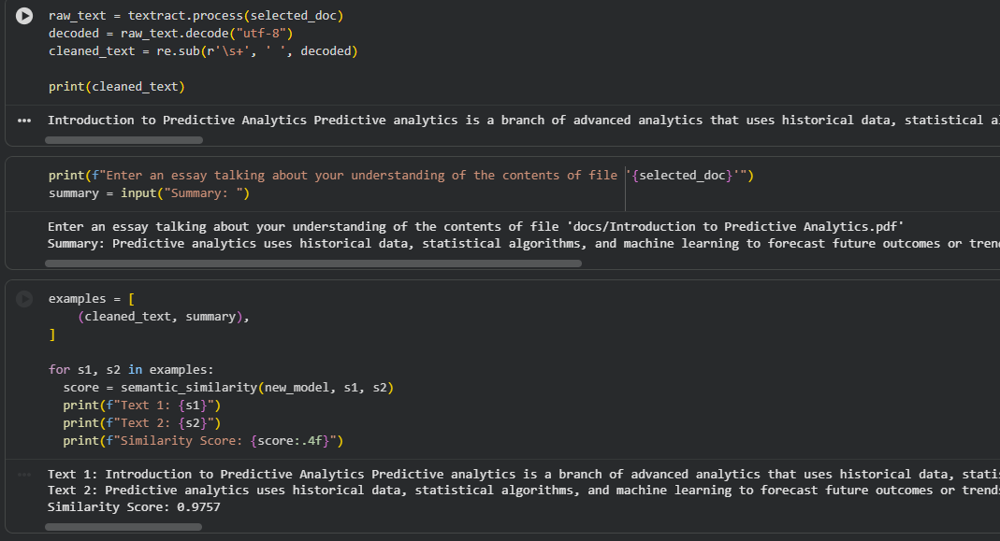 raw_text = textract.process(selected_doc)
decoded = raw_text.decode("utf-8")
cleaned_text = re.sub(r'\s+', ' ', decoded)
print(cleaned_text)
Introduction to Predictive Analytics Predictive analytics is a branch of advanced analytics that uses historical data, statistical
print(f"Enter an essay talking about your understanding of the contents of file '{selected_doc}'")
summary = input("Summary: ")
Enter an essay talking about your understanding of the contents of file 'docs/Introduction to Predictive Analytics.pdf'
Summary: Predictive analytics uses historical data, statistical algorithms, and machine learning to forecast future outcomes or
examples = [
    (cleaned_text, summary),
]
for s1, s2 in examples:
  score = semantic_similarity(new_model, s1, s2)
  print(f"Text 1: {s1}")
  print(f"Text 2: {s2}")
  print(f"Similarity Score: {score:.4f}")
Text 1: Introduction to Predictive Analytics Predictive analytics is a branch of advanced analytics that uses historical data,
Text 2: Predictive analytics uses historical data, statistical algorithms, and machine learning to forecast future outcomes or
Similarity Score: 0.9757